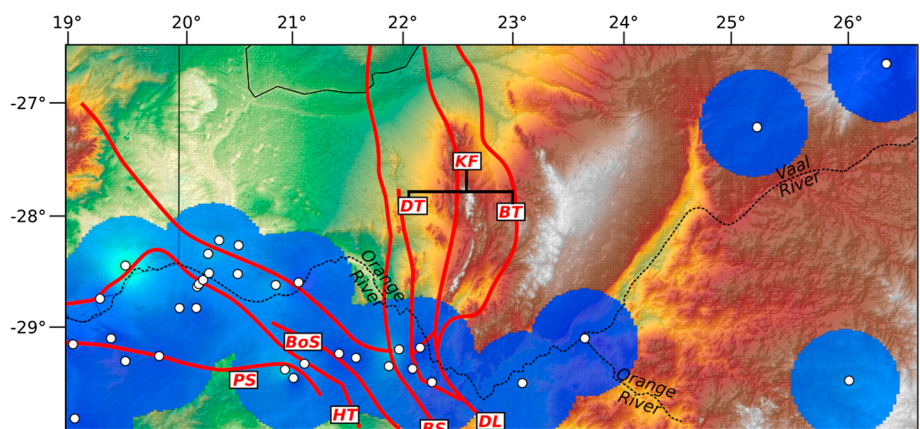 19° 20° 21° 22° 23° 24° 25° 26°
-27°
KF
Vaal
River
-28°
DT
BT
Orange
River
-29°
BoS
PS
Orange
River
HT
BS
DL